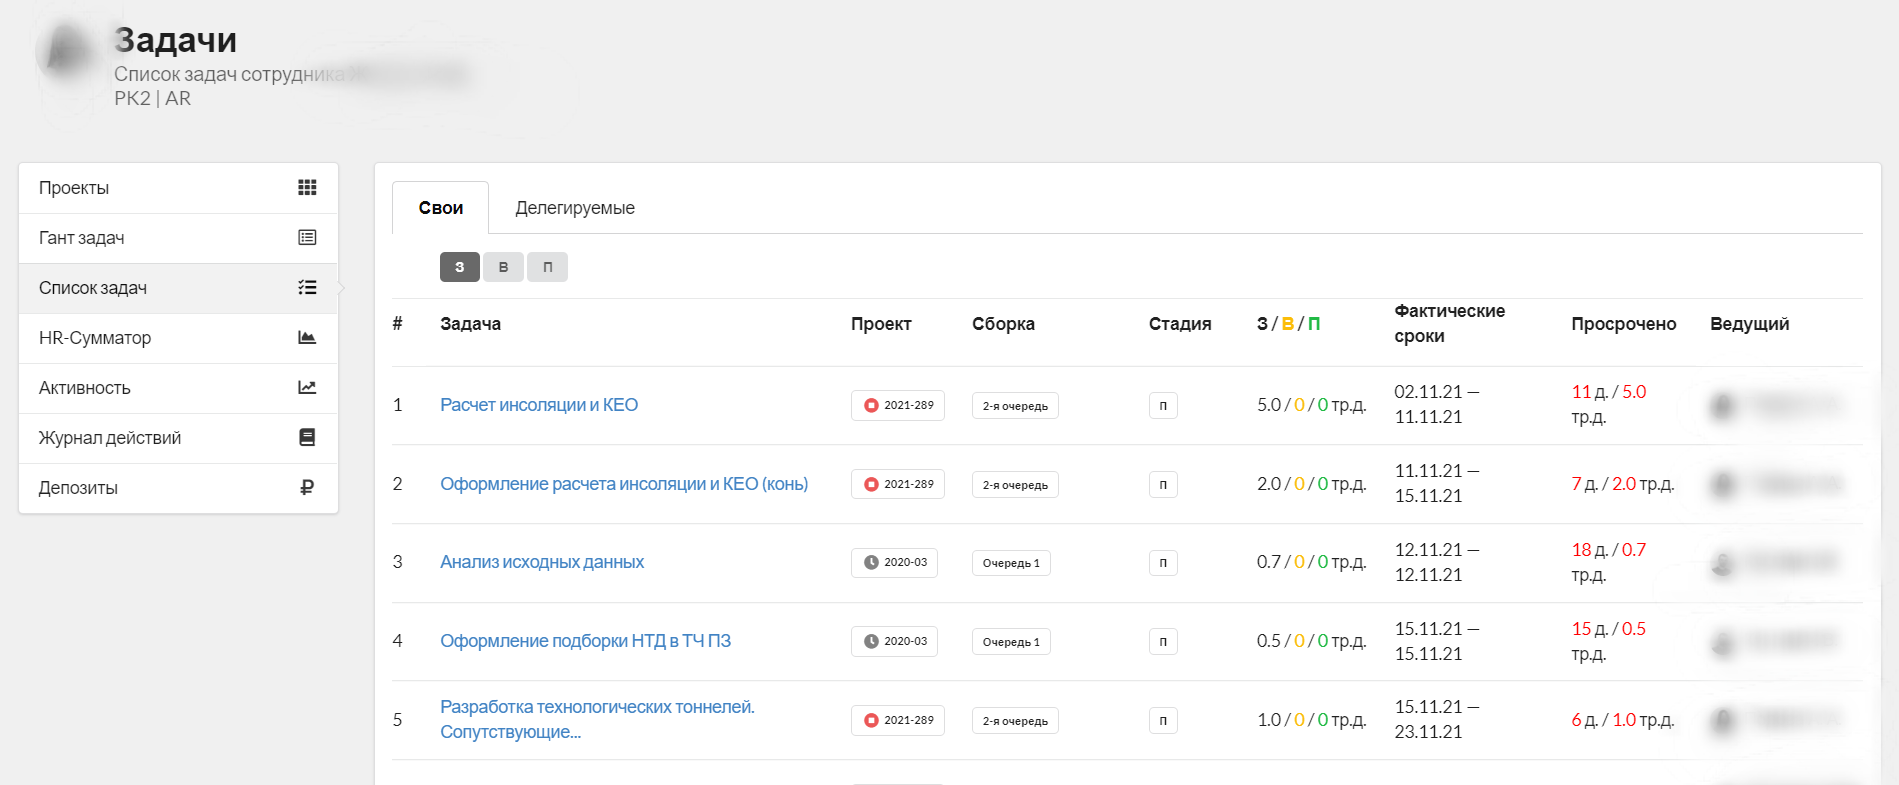 Задачи
Список задач сотрудника
РК2 | AR
Проекты
Гант задач
Список задач
HR-Сумматор
Активность
Журнал действий
Депозиты
Свои Делегируемые
З В П
# Задача Проект Сборка Стадия З / В / П Фактические сроки Просрочено Ведущий
1 Расчет инсоляции и КЕО 2021-289 2-я очередь П 5.0 / 0 / 0 тр.д. 02.11.21 — 11.11.21 11 д. / 5.0 тр.д.
2 Оформление расчета инсоляции и КЕО (конь) 2021-289 2-я очередь П 2.0 / 0 / 0 тр.д. 11.11.21 — 15.11.21 7 д. / 2.0 тр.д.
3 Анализ исходных данных 2020-03 Очередь 1 П 0.7 / 0 / 0 тр.д. 12.11.21 — 12.11.21 18 д. / 0.7 тр.д.
4 Оформление подборки НТД в ТЧ ПЗ 2020-03 Очередь 1 П 0.5 / 0 / 0 тр.д. 15.11.21 — 15.11.21 15 д. / 0.5 тр.д.
5 Разработка технологических тоннелей. Сопутствующие... 2021-289 2-я очередь П 1.0 / 0 / 0 тр.д. 15.11.21 — 23.11.21 6 д. / 1.0 тр.д.